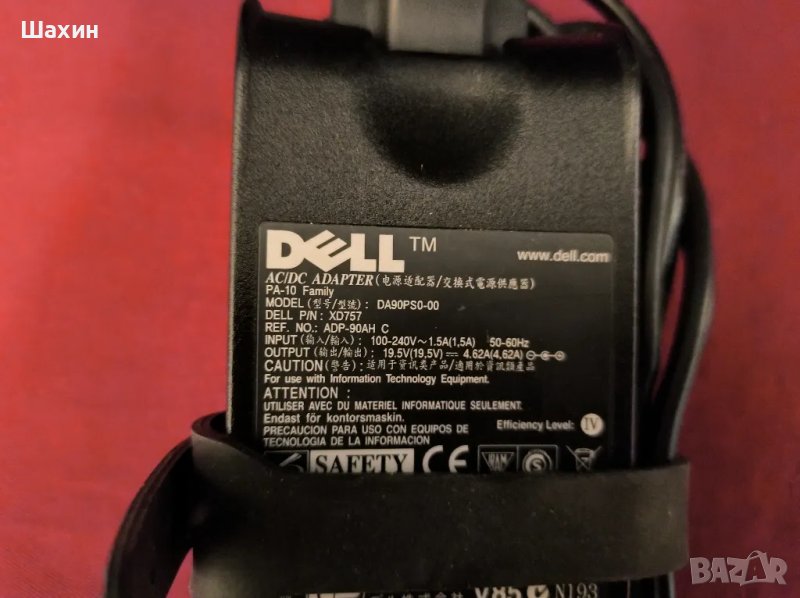 Шахин
DELL™
www.dell.com
AC/DC ADAPTER (电源适配器/交換式電源供應器)
PA-10 Family
MODEL (型号/型號): DA90PS0-00
DELL P/N: XD757
REF. NO.: ADP-90AH C
INPUT (输入/輸入): 100-240V~1.5A(1,5A) 50-60Hz
OUTPUT (输出/輸出): 19.5V(19,5V) ⎓ 4.62A(4,62A)
CAUTION (警告): 适用于资讯类产品/適用於資訊類產品
For use with Information Technology Equipment.
ATTENTION :
UTILISER AVEC DU MATERIEL INFORMATIQUE SEULEMENT.
Endast för kontorsmaskin.
Efficiency Level: IV
PRECAUCION PARA USO CON EQUIPOS DE
TECNOLOGIA DE LA INFORMACION
SAFETY CE
V85 N193
BAZAR